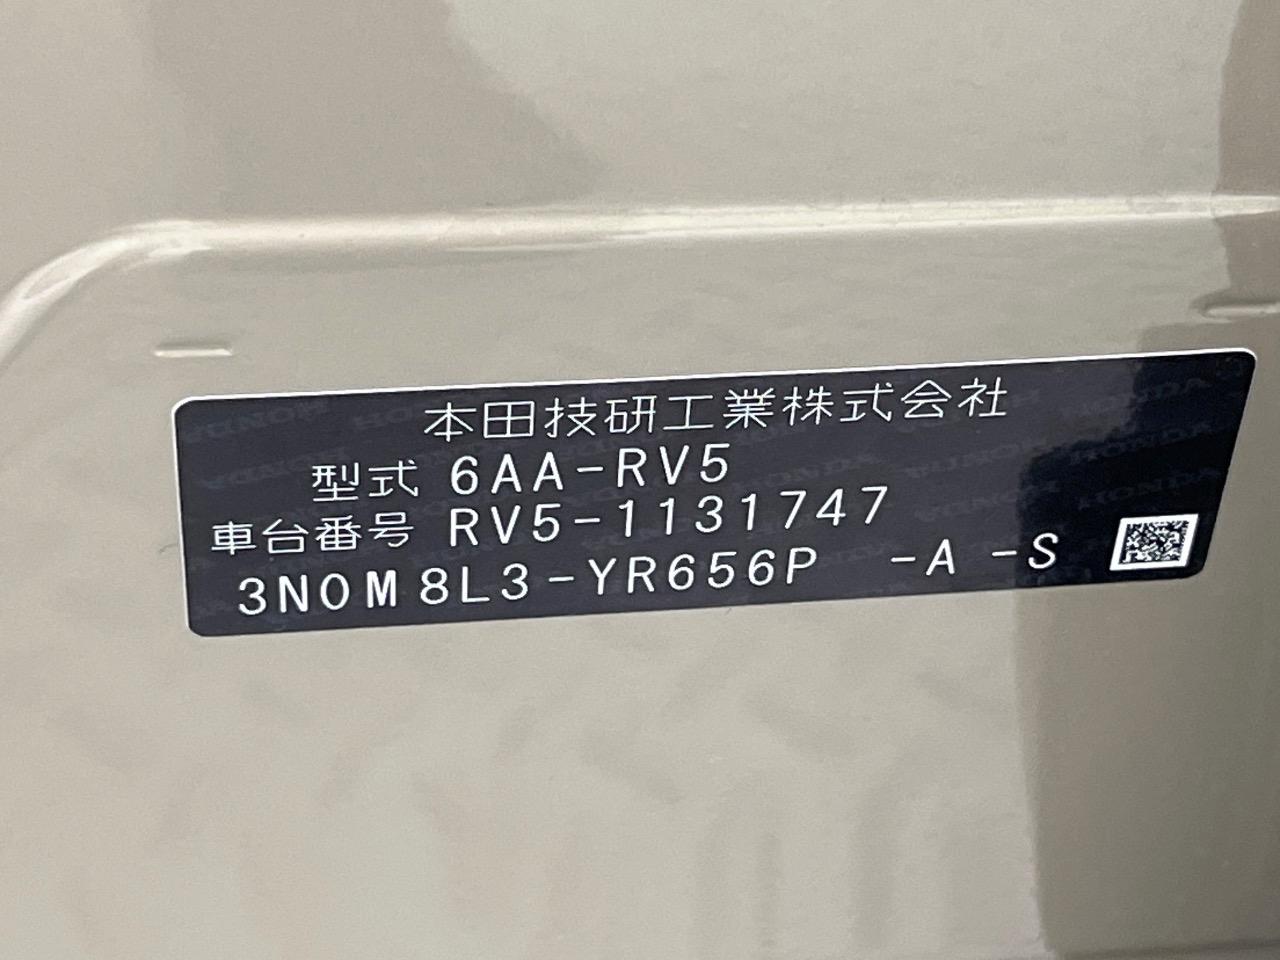 本田技研工業株式会社
型式 6AA-RV5
車台番号 RV5-1131747
3N0M8L3-YR656P -A -S